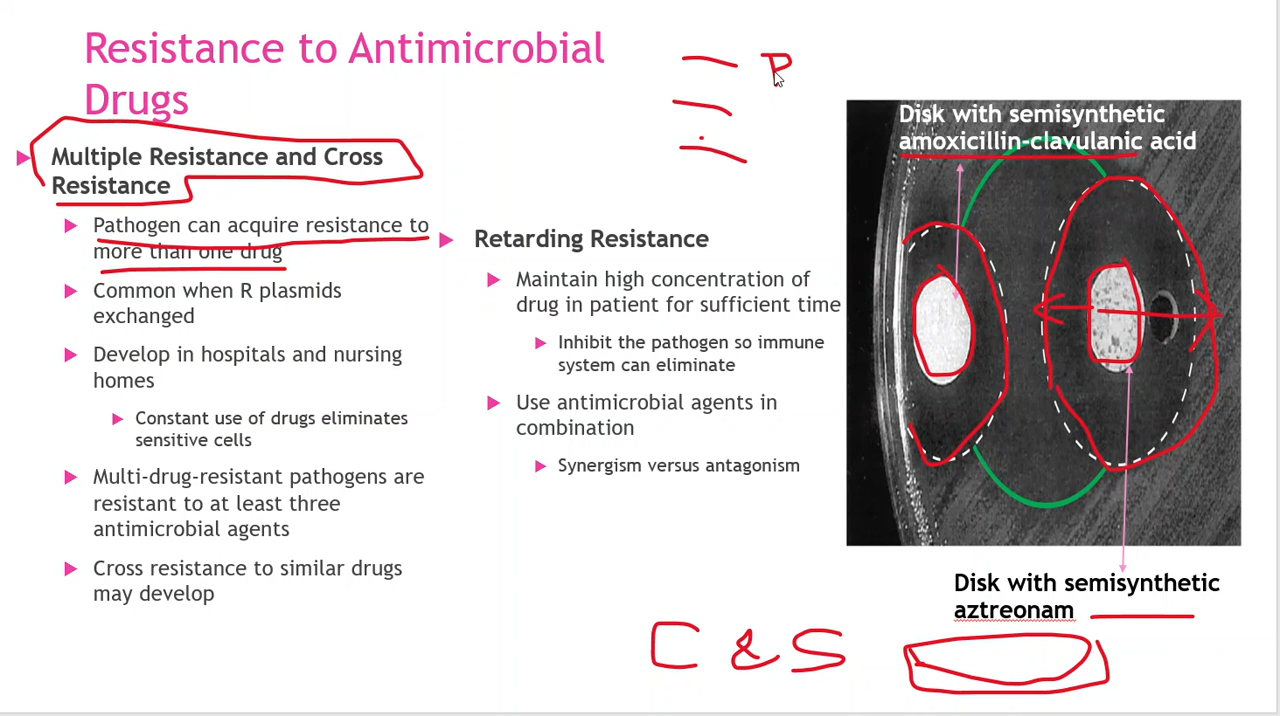 Resistance to Antimicrobial
Drugs
Multiple Resistance and Cross
Resistance
Pathogen can acquire resistance to
more than one drug
Common when R plasmids
exchanged
Develop in hospitals and nursing
homes
Constant use of drugs eliminates
sensitive cells
Multi-drug-resistant pathogens are
resistant to at least three
antimicrobial agents
Cross resistance to similar drugs
may develop
Retarding Resistance
Maintain high concentration of
drug in patient for sufficient time
Inhibit the pathogen so immune
system can eliminate
Use antimicrobial agents in
combination
Synergism versus antagonism
P
Disk with semisynthetic
amoxicillin-clavulanic acid
Disk with semisynthetic
aztreonam
C & S